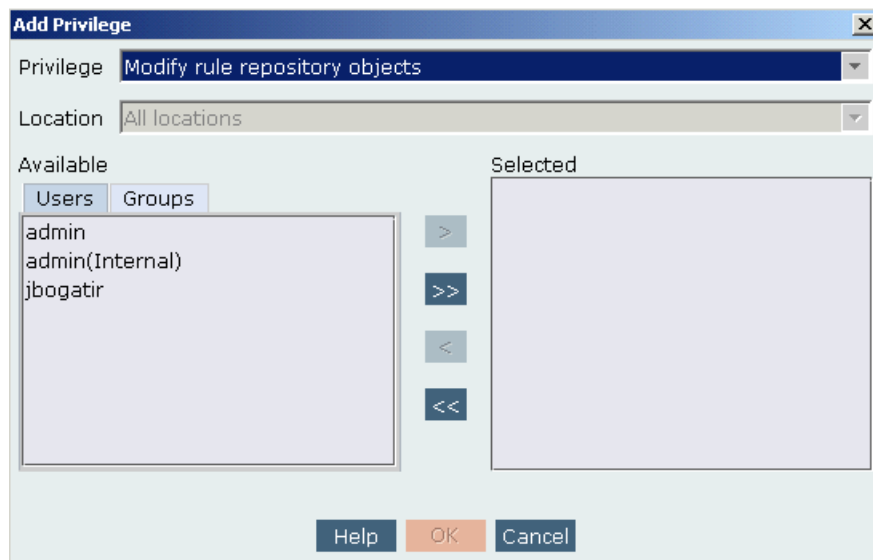 Add Privilege
Privilege Modify rule repository objects
Location All locations
Available
Selected
Users Groups
admin
admin(Internal)
jbogatir
>
>>
<
<<
Help OK Cancel